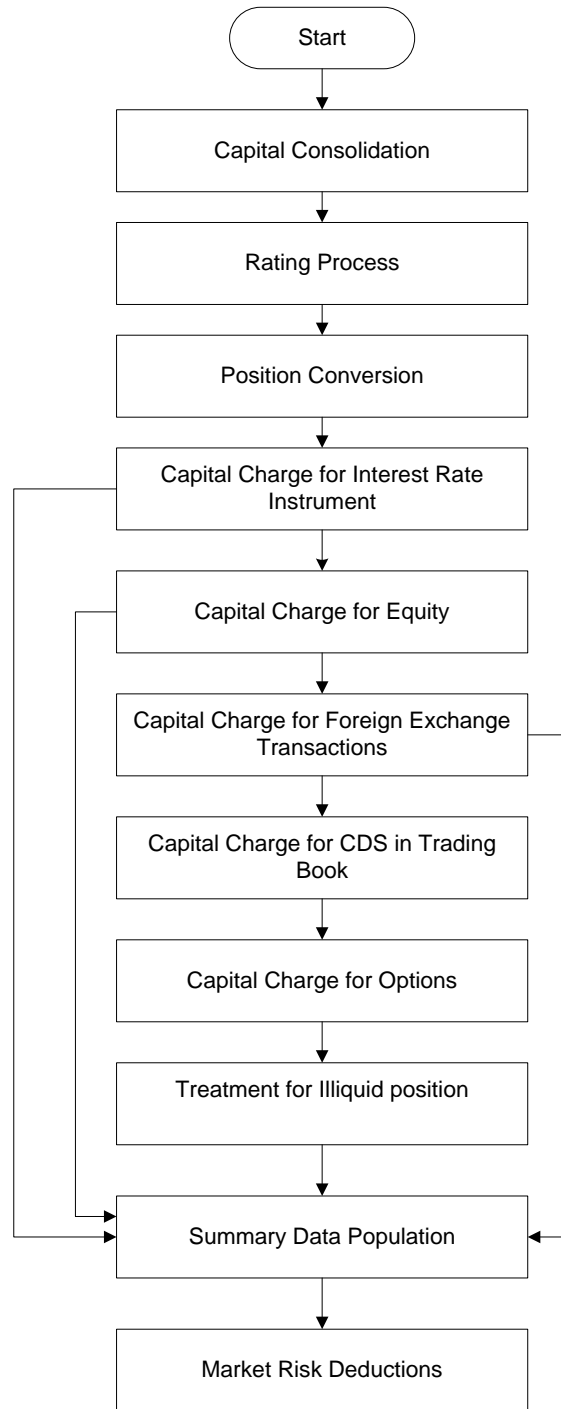 Start
Capital Consolidation
Rating Process
Position Conversion
Capital Charge for Interest Rate
Instrument
Capital Charge for Equity
Capital Charge for Foreign Exchange
Transactions
Capital Charge for CDS in Trading
Book
Capital Charge for Options
Treatment for Illiquid position
Summary Data Population
Market Risk Deductions